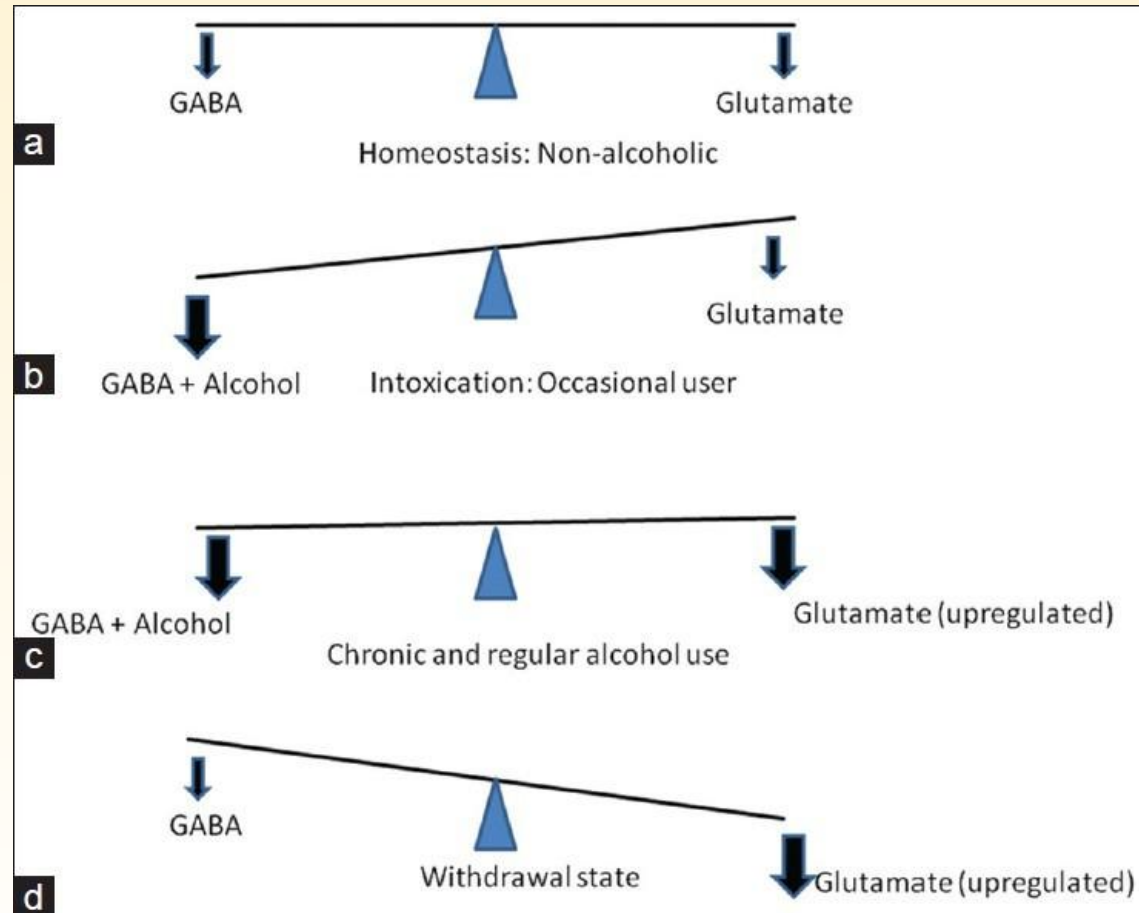 GABA
Glutamate
a
Homeostasis: Non-alcoholic
Glutamate
b
GABA + Alcohol
Intoxication: Occasional user
GABA + Alcohol
Glutamate (upregulated)
c
Chronic and regular alcohol use
GABA
Withdrawal state
Glutamate (upregulated)
d